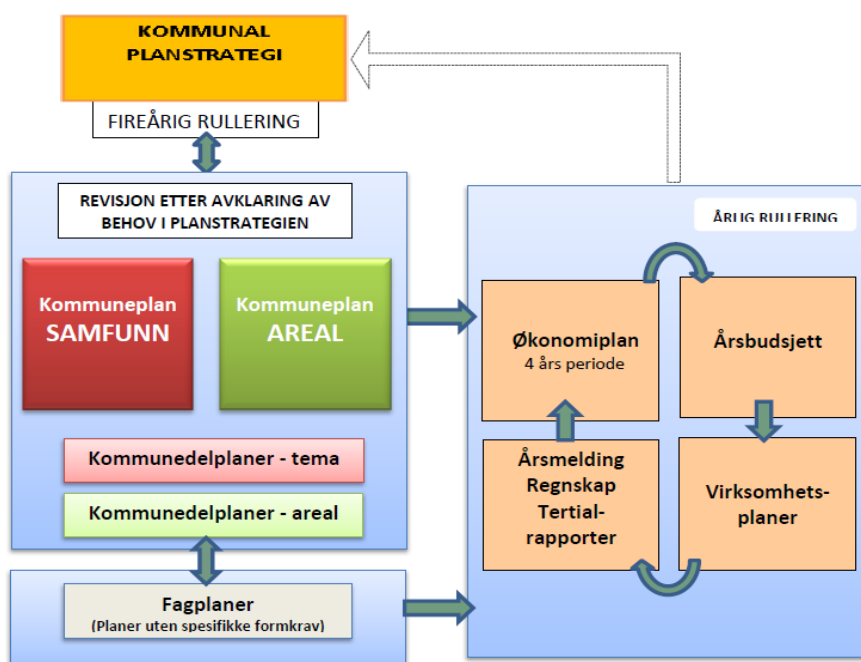 KOMMUNAL
PLANSTRATEGI
FIREÅRIG RULLERING
REVISJON ETTER AVKLARING AV
BEHOV I PLANSTRATEGIEN
Kommuneplan
SAMFUNN
Kommuneplan
AREAL
Kommunedelplaner - tema
Kommunedelplaner - areal
Fagplaner
(Planer uten spesifikke formkrav)
ÅRLIG RULLERING
Økonomiplan
4 års periode
Årsbudsjett
Årsmelding
Regnskap
Tertial-
rapporter
Virksomhets-
planer